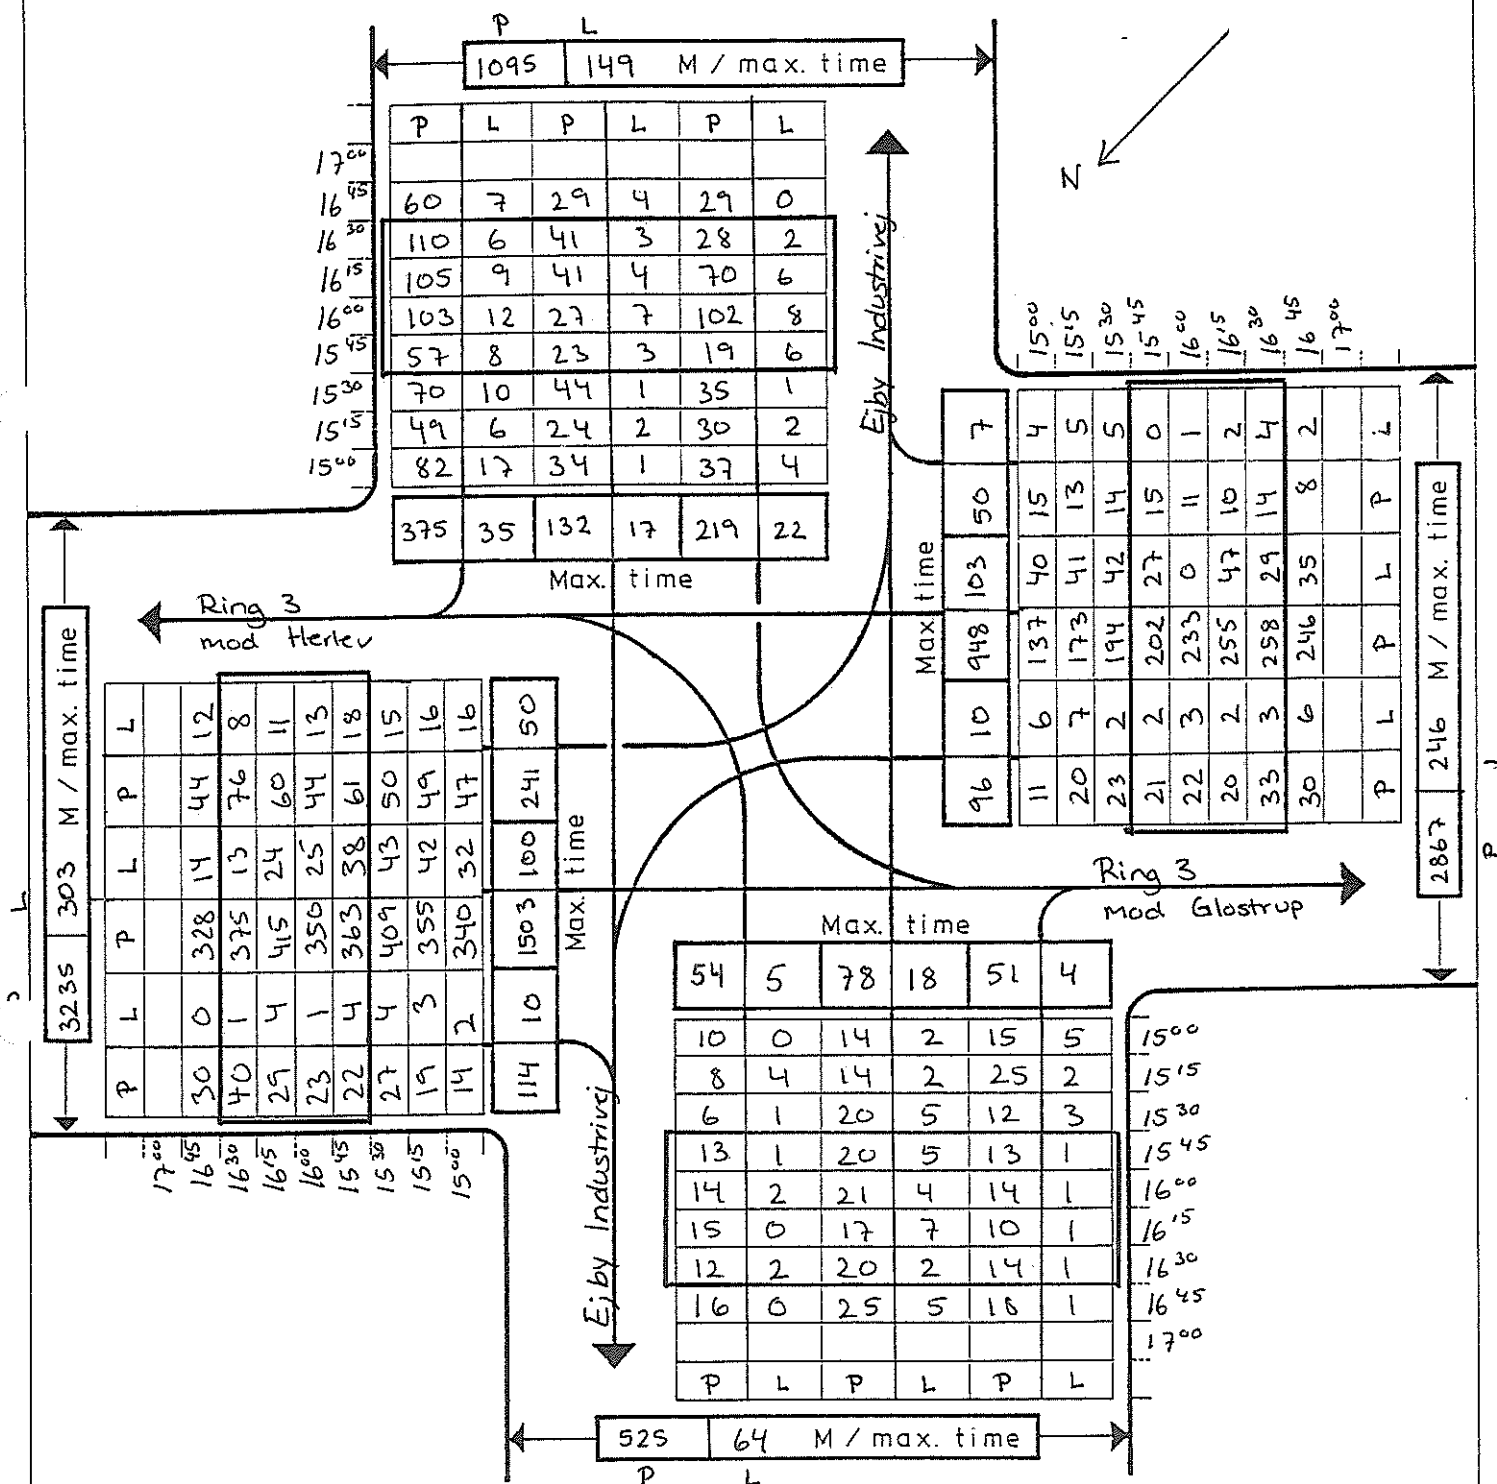 P L
1095 149 M / max. time
P L P L P L
17⁰⁰
16⁴⁵ 60 7 29 4 29 0
16³⁰ 110 6 41 3 28 2
16¹⁵ 105 9 41 4 70 6
16⁰⁰ 103 12 27 7 102 8
15⁴⁵ 57 8 23 3 19 6
15³⁰ 70 10 44 1 35 1
15¹⁵ 49 6 24 2 30 2
15⁰⁰ 82 17 34 1 37 4
375 35 132 17 219 22
Max. time
N
Ejby Industrivej
15⁰⁰ 15¹⁵ 15³⁰ 15⁴⁵ 16⁰⁰ 16¹⁵ 16³⁰ 16⁴⁵ 17⁰⁰
7 4 5 5 0 1 2 4 2 L
50 15 13 14 15 11 10 14 8 P
103 40 41 42 27 0 47 29 35 L
948 137 173 194 202 233 255 258 246 P
10 6 7 2 2 3 2 3 6 L
96 11 20 23 21 22 20 33 30 P
Max. time
2867 246 M / max. time
P
Ring 3
mod Herlev
L 12 8 11 13 18 15 16 16 50
P 44 76 60 44 61 50 49 47 241
L 14 13 24 25 38 43 42 32 100
P 328 375 415 350 363 409 355 340 1503
L 0 1 4 1 4 4 3 2 10
P 30 40 29 23 22 27 19 14 114
17⁰⁰ 16⁴⁵ 16³⁰ 16¹⁵ 16⁰⁰ 15⁴⁵ 15³⁰ 15¹⁵ 15⁰⁰
Max. time
3235 303 M / max. time
L
Ring 3
mod Glostrup
Ejby Industrivej
Max. time
54 5 78 18 51 4
10 0 14 2 15 5 15⁰⁰
8 4 14 2 25 2 15¹⁵
6 1 20 5 12 3 15³⁰
13 1 20 5 13 1 15⁴⁵
14 2 21 4 14 1 16⁰⁰
15 0 17 7 10 1 16¹⁵
12 2 20 2 14 1 16³⁰
16 0 25 5 18 1 16⁴⁵
17⁰⁰
P L P L P L
525 64 M / max. time
P L